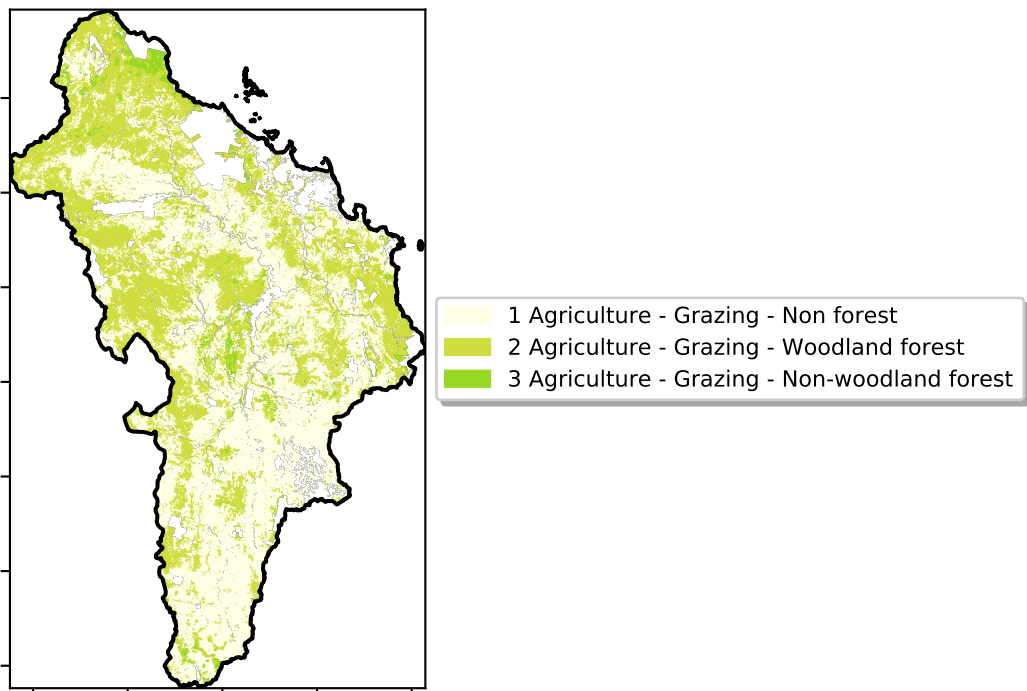 1 Agriculture - Grazing - Non forest
2 Agriculture - Grazing - Woodland forest
3 Agriculture - Grazing - Non-woodland forest